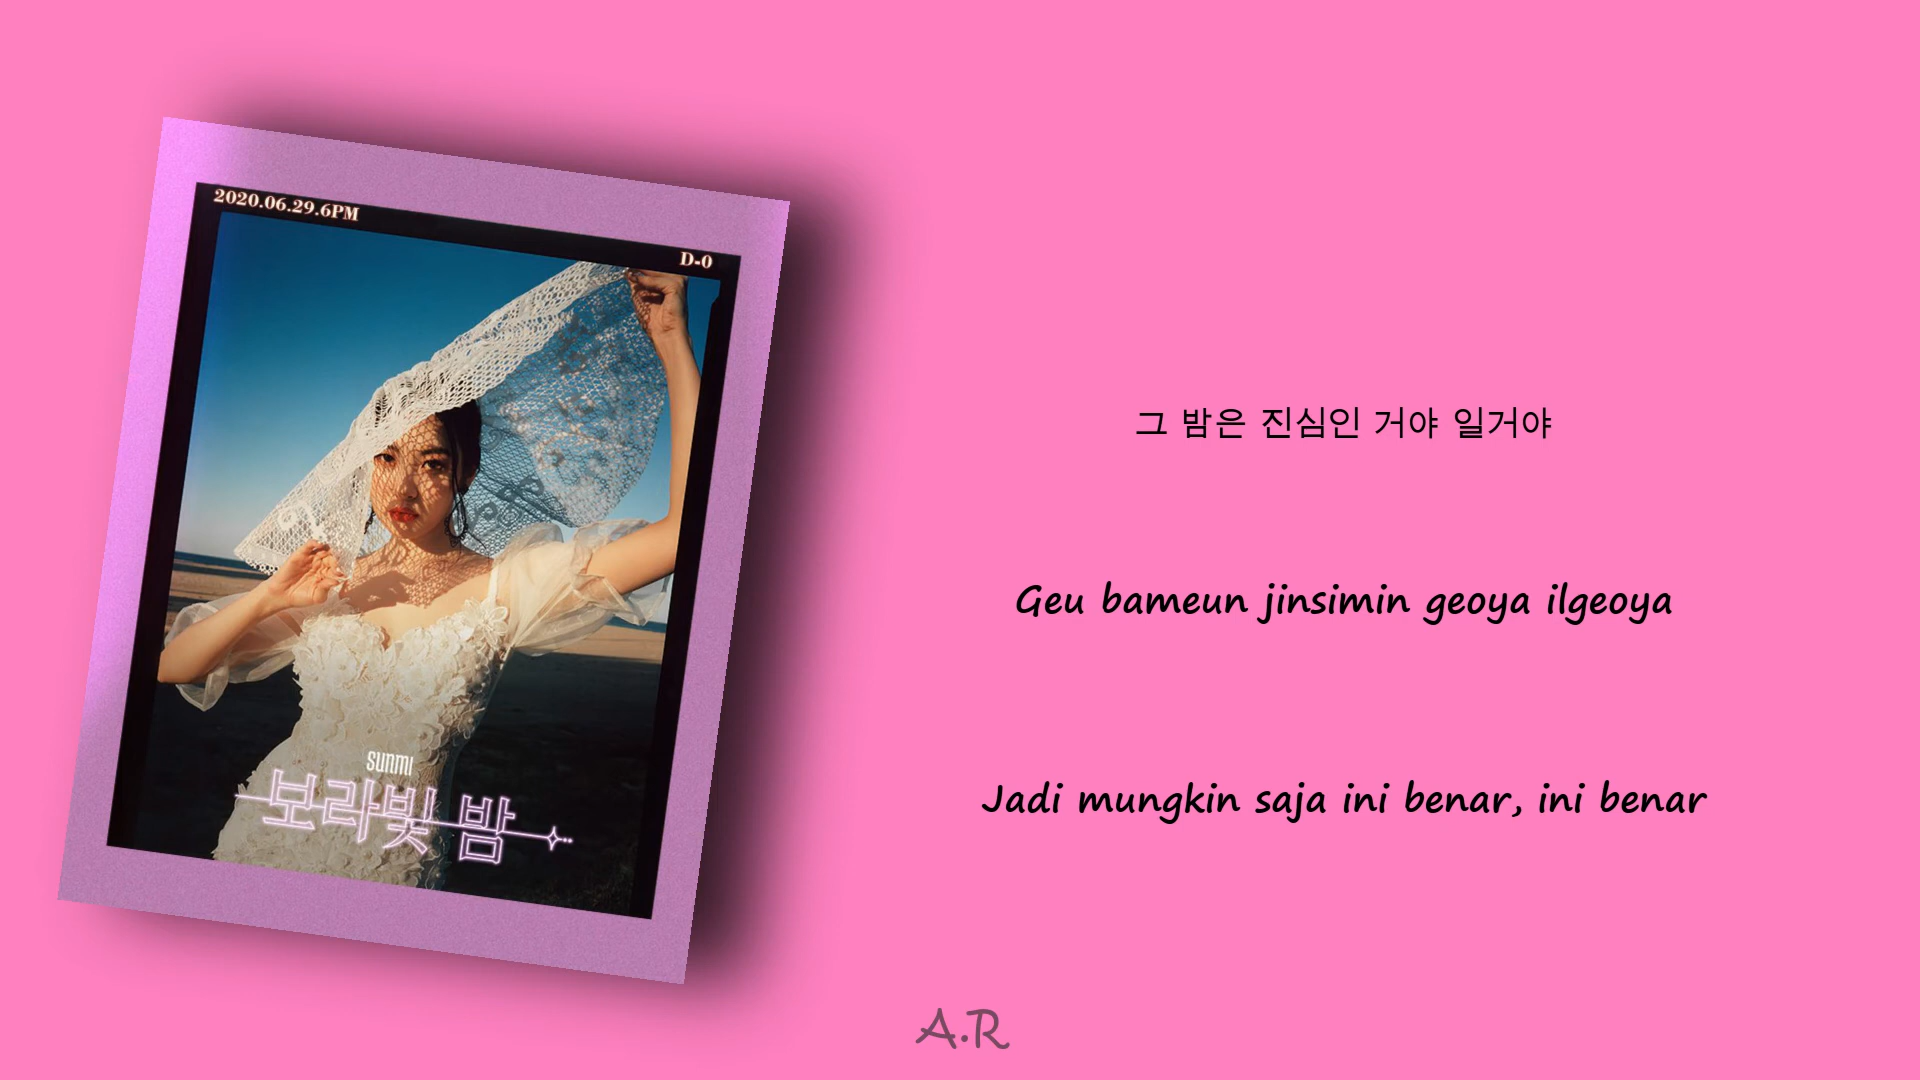 2020.06.29.6PM
D-0
sunmi
보라빛 밤
그 밤은 진심인 거야 일거야
Geu bameun jinsimin geoya ilgeoya
Jadi mungkin saja ini benar, ini benar
A.R